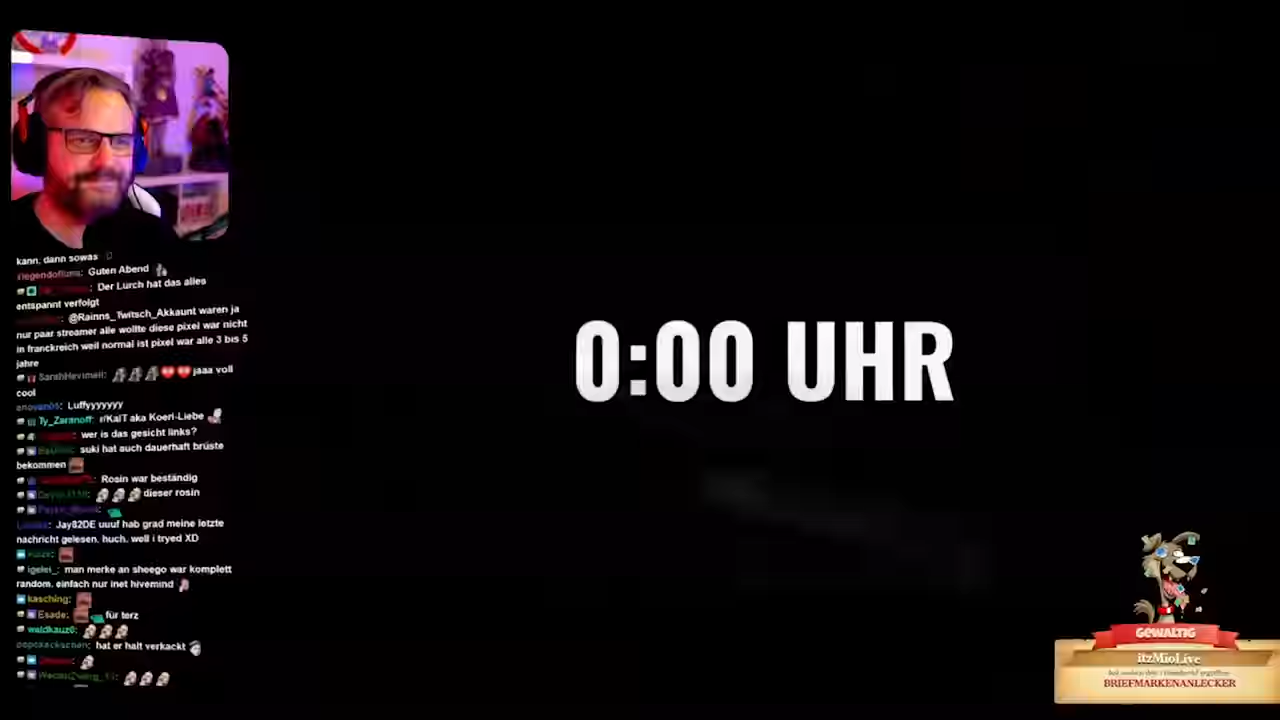 kann, dann sowas
riegendofilms: Guten Abend
Der Lurch hat das alles
entspannt verfolgt
@Rainns_Twitsch_Akkaunt waren ja
nur paar streamer alle wollte diese pixel war nicht
in franckreich weil normal ist pixel war alle 3 bis 5
jahre
jaaa voll
cool
Luffyyyyyy
Ty_Zaranoff: r/KaIT aka Koerl-Liebe
wer is das gesicht links?
suki hat auch dauerhaft brüste
bekommen
Rosin war beständig
dieser rosin
Jay82DE uuuf hab grad meine letzte
nachricht gelesen. huch. well i tryed XD
igelei_: man merke an sheego war komplett
random. einfach nur inet hivemind
kasching:
Esade: für terz
waldkauz0:
hat er halt verkackt
0:00 UHR
GEWALTIG
itzMioLive
BRIEFMARKENANLECKER